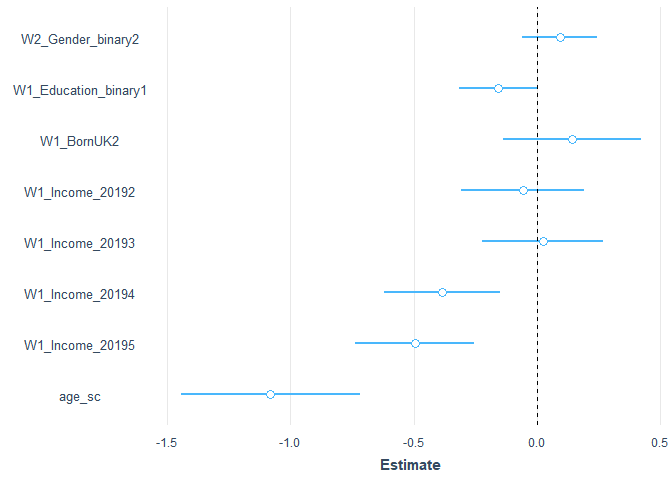 W2_Gender_binary2
W1_Education_binary1
W1_BornUK2
W1_Income_20192
W1_Income_20193
W1_Income_20194
W1_Income_20195
age_sc
-1.5 -1.0 -0.5 0.0 0.5
Estimate